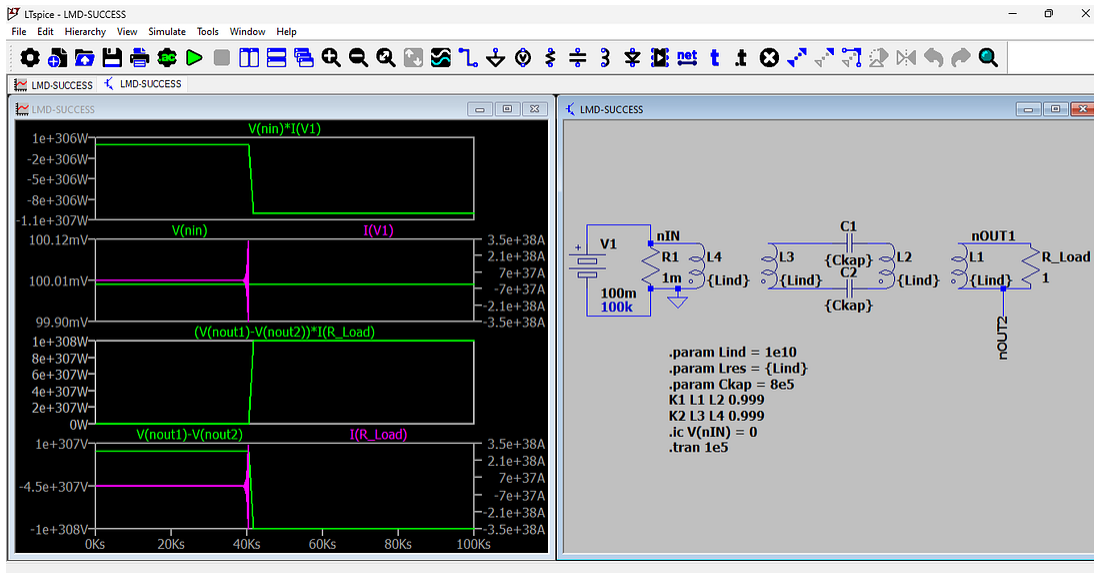 LTspice - LMD-SUCCESS
File Edit Hierarchy View Simulate Tools Window Help
ac net t .t
LMD-SUCCESS LMD-SUCCESS
LMD-SUCCESS
V(nin)*I(V1)
1e+306W
-2e+306W
-5e+306W
-8e+306W
-1.1e+307W
V(nin) I(V1)
100.12mV 3.5e+38A
2.1e+38A
100.01mV 7e+37A
-7e+37A
-2.1e+38A
99.90mV -3.5e+38A
(V(nout1)-V(nout2))*I(R_Load)
1e+308W
8e+307W
6e+307W
4e+307W
2e+307W
0W
V(nout1)-V(nout2) I(R_Load)
1e+307V 3.5e+38A
2.1e+38A
7e+37A
-4.5e+307V
-7e+37A
-2.1e+38A
-1e+308V -3.5e+38A
0Ks 20Ks 40Ks 60Ks 80Ks 100Ks
LMD-SUCCESS
C1
nIN nOUT1
+ V1
R1 L4 L3 {Ckap} L2 L1 R_Load
C2
1m {Lind} {Lind} {Lind} {Lind} 1
100m
100k
{Ckap}
nOUT2
.param Lind = 1e10
.param Lres = {Lind}
.param Ckap = 8e5
K1 L1 L2 0.999
K2 L3 L4 0.999
.ic V(nIN) = 0
.tran 1e5